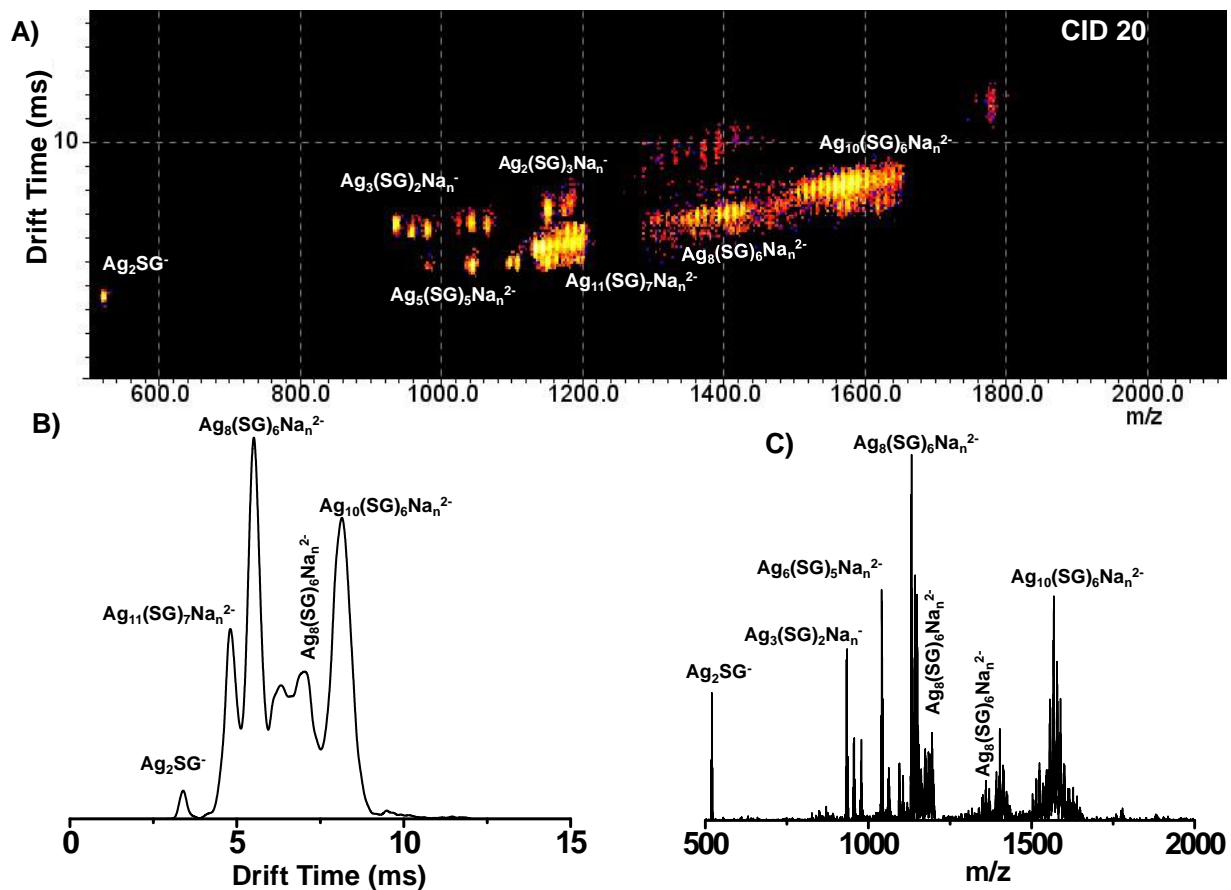 A)
CID 20
Drift Time (ms)
10
Ag3(SG)2Nan-
Ag2(SG)3Nan-
Ag10(SG)6Nan2-
Ag2SG-
Ag5(SG)5Nan2-
Ag11(SG)7Nan2-
Ag8(SG)6Nan2-
600.0 800.0 1000.0 1200.0 1400.0 1600.0 1800.0 2000.0
m/z
B)
Ag8(SG)6Nan2-
Ag10(SG)6Nan2-
Ag11(SG)7Nan2-
Ag8(SG)6Nan2-
Ag2SG-
0 5 10 15
Drift Time (ms)
C)
Ag8(SG)6Nan2-
Ag6(SG)5Nan2-
Ag10(SG)6Nan2-
Ag3(SG)2Nan-
Ag8(SG)6Nan2-
Ag2SG-
Ag8(SG)6Nan2-
500 1000 1500 2000
m/z